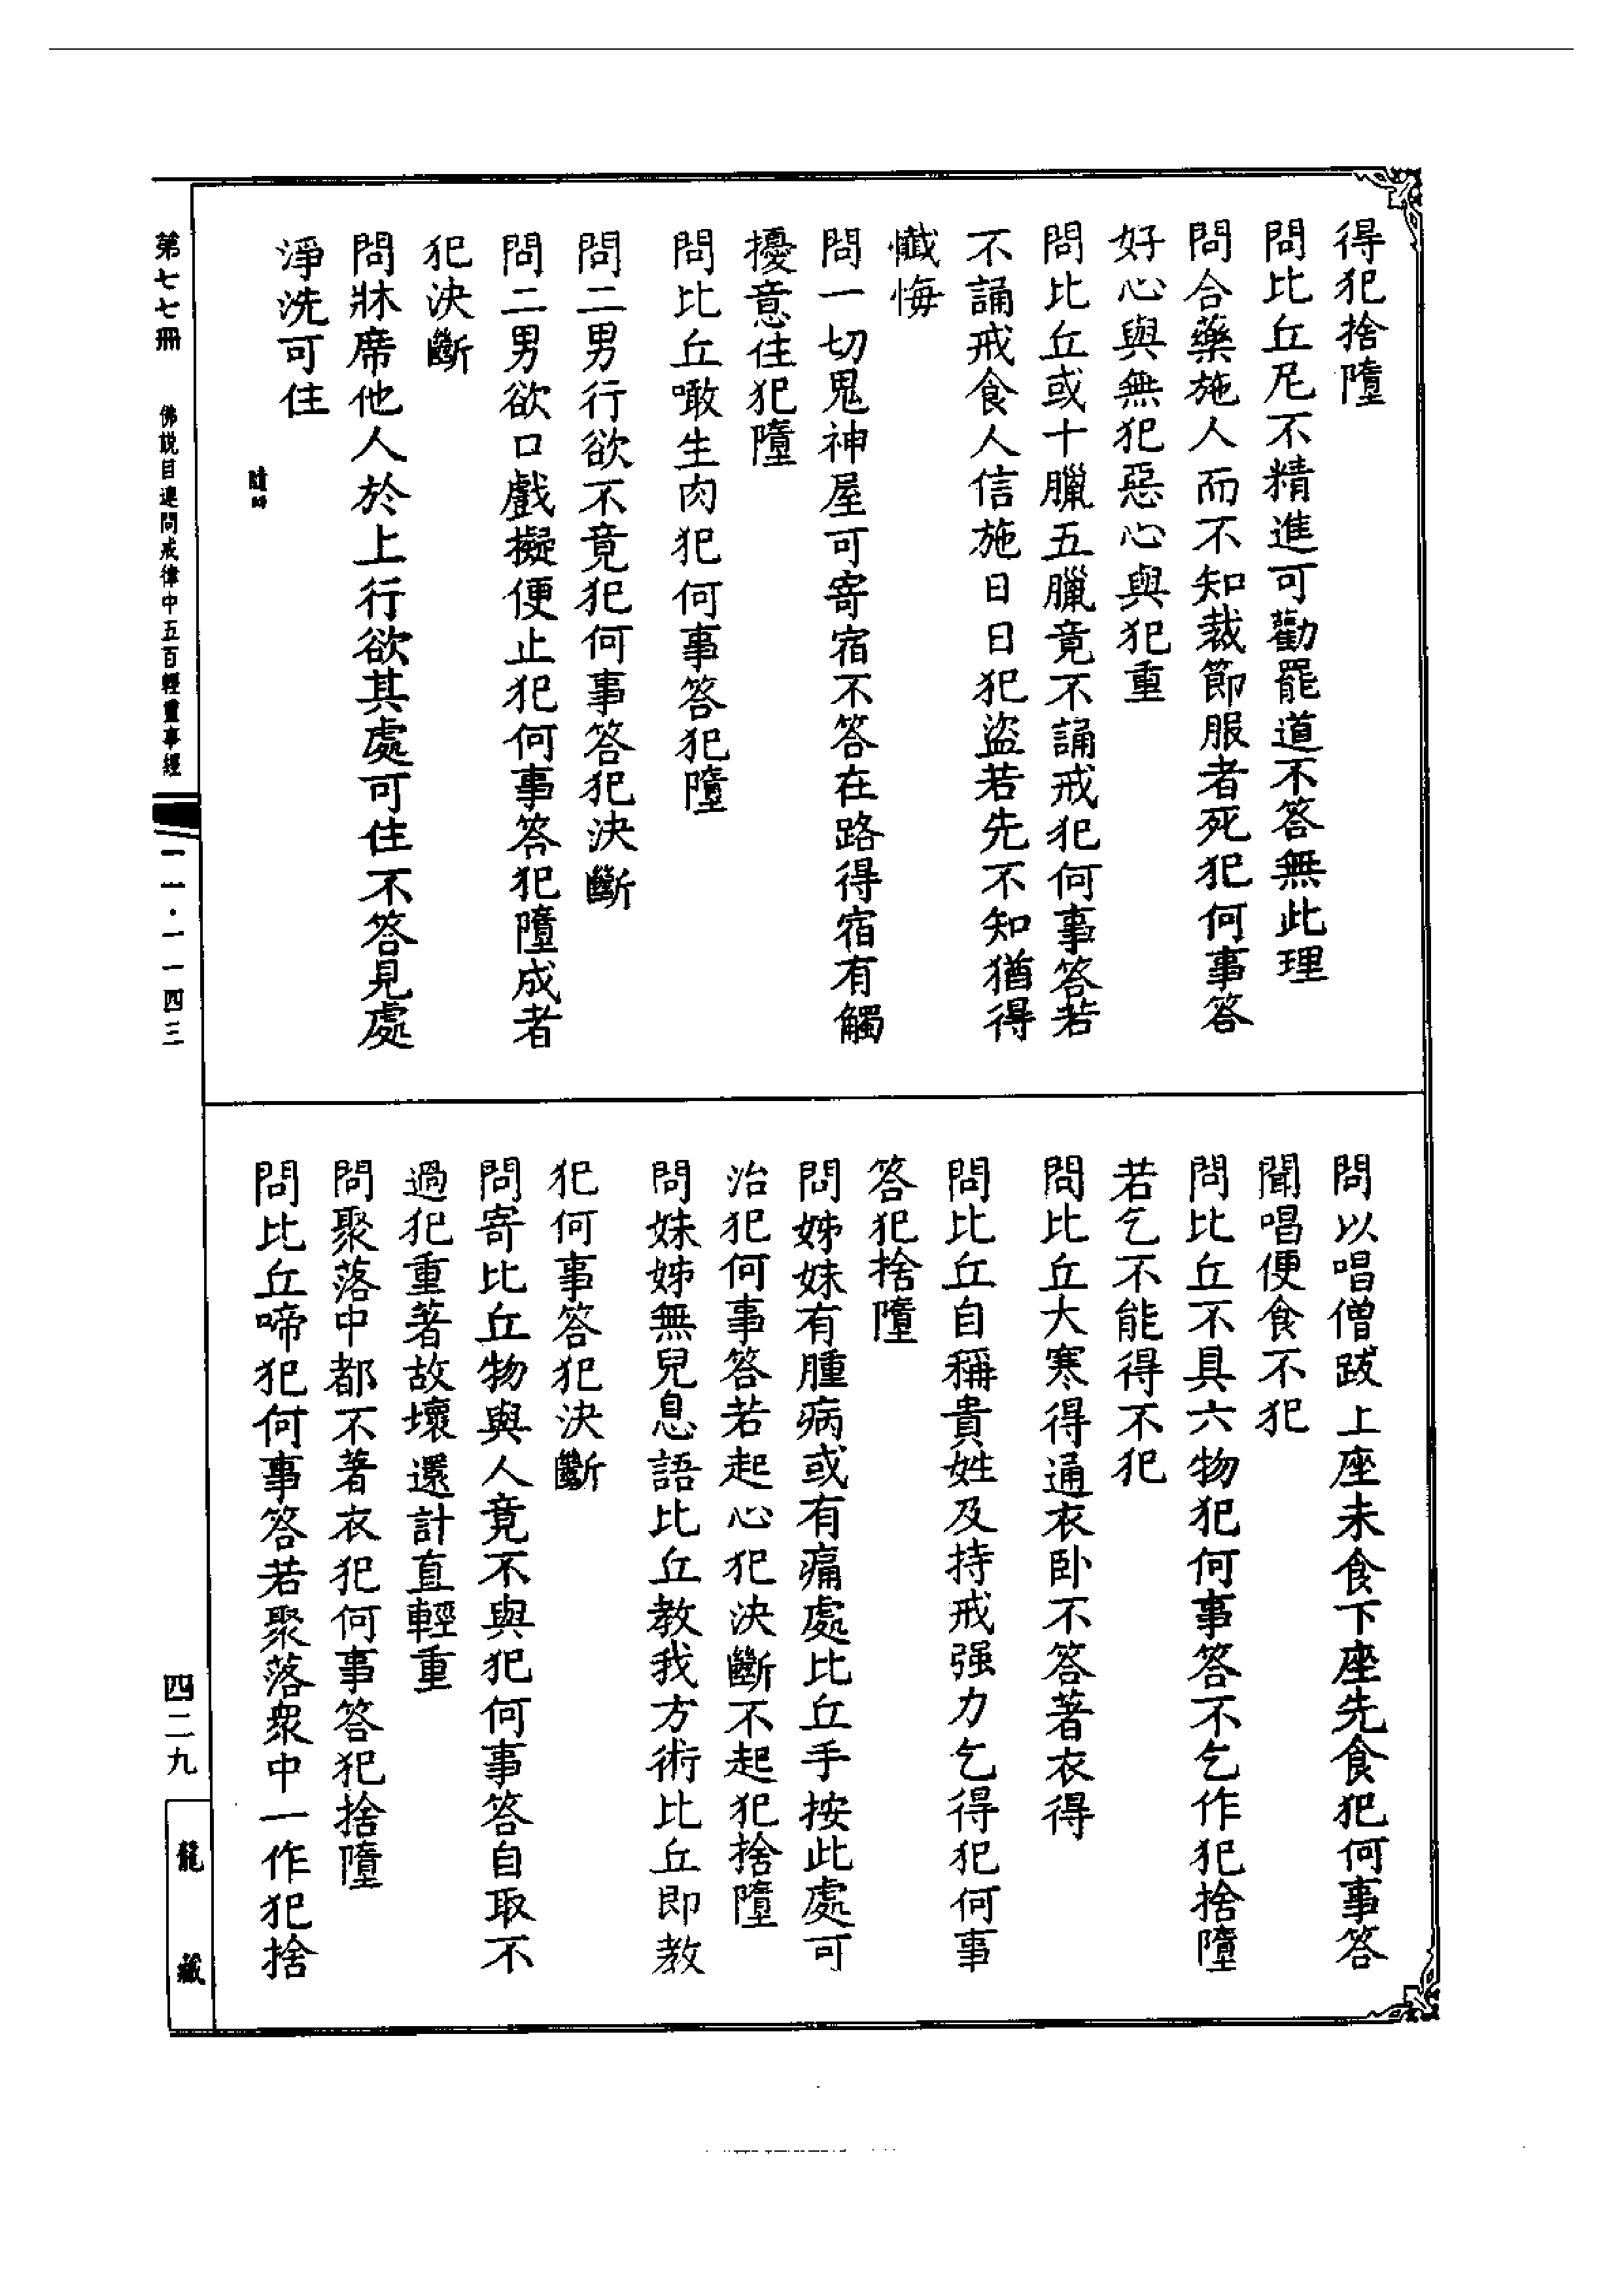 得犯捨墮
問比丘尼不精進可勸罷道不答無此理
問合藥施人而不知裁節服者死犯何事答
好心與無犯惡心與犯重
問比丘或十臘五臘竟不誦戒犯何事答若
不誦戒食人信施日日犯盜若先不知猶得
懺悔
問一切鬼神屋可寄宿不答在路得宿有觸
擾意住犯墮
問比丘噉生肉犯何事答犯墮
問二男行欲不竟犯何事答犯決斷
問二男欲口戲擬便止犯何事答犯墮成者
犯決斷
問牀席他人於上行欲其處可住不答見處
淨洗可住
問以唱僧跋上座未食下座先食犯何事答
聞唱便食不犯
問比丘不具六物犯何事答不乞作犯捨墮
若乞不能得不犯
問比丘大寒得通衣卧不答著衣得
問比丘自稱貴姓及持戒强力乞得犯何事
答犯捨墮
問姊妹有腫病或有痛處比丘手按此處可
治犯何事答若起心犯決斷不起犯捨墮
問妹姊無兒息語比丘教我方術比丘即教
犯何事答犯決斷
問寄比丘物與人竟不與犯何事答自取不
過犯重著故壞還計直輕重
問聚落中都不著衣犯何事答犯捨墮
問比丘啼犯何事答若聚落衆中一作犯捨
第七七冊
佛說目連問戒律中五百輕重事經
一一·一一四三
四二九
龍藏